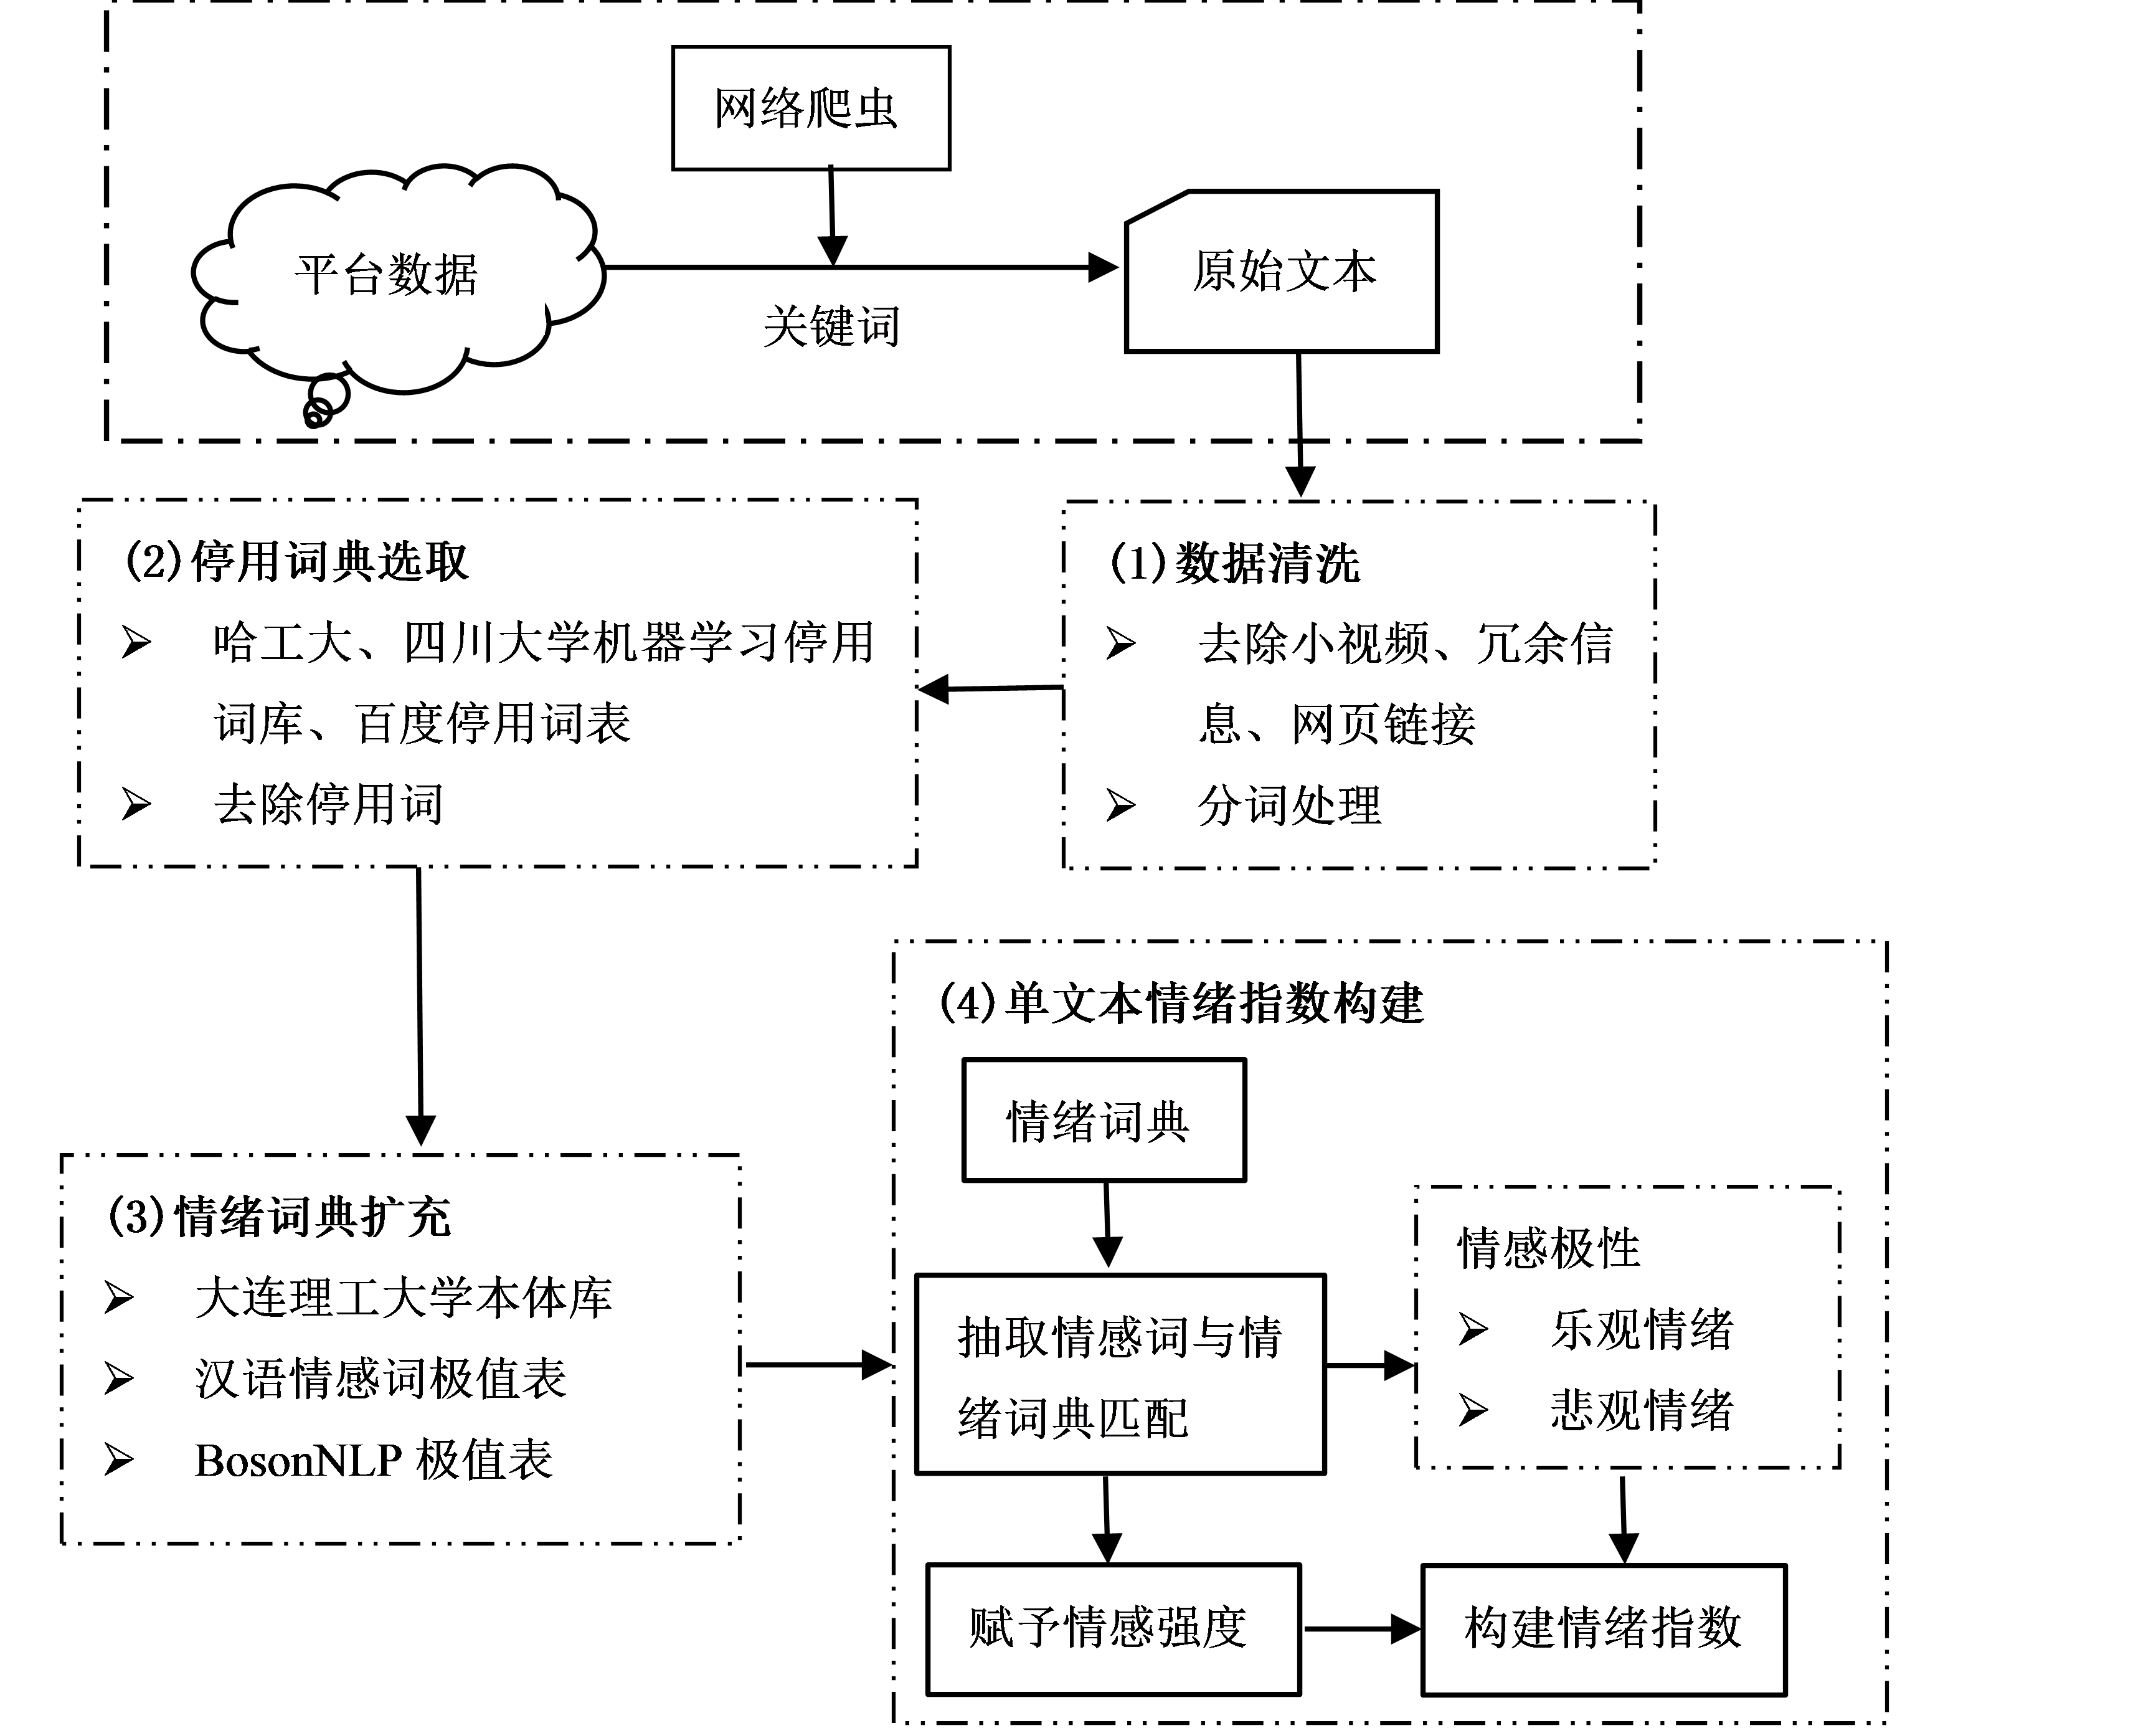 网络爬虫
平台数据
关键词
原始文本
(1)数据清洗
➢ 去除小视频、冗余信
息、网页链接
➢ 分词处理
(2)停用词典选取
➢ 哈工大、四川大学机器学习停用
词库、百度停用词表
➢ 去除停用词
(3)情绪词典扩充
➢ 大连理工大学本体库
➢ 汉语情感词极值表
➢ BosonNLP 极值表
(4)单文本情绪指数构建
情绪词典
抽取情感词与情
绪词典匹配
情感极性
➢ 乐观情绪
➢ 悲观情绪
赋予情感强度
构建情绪指数